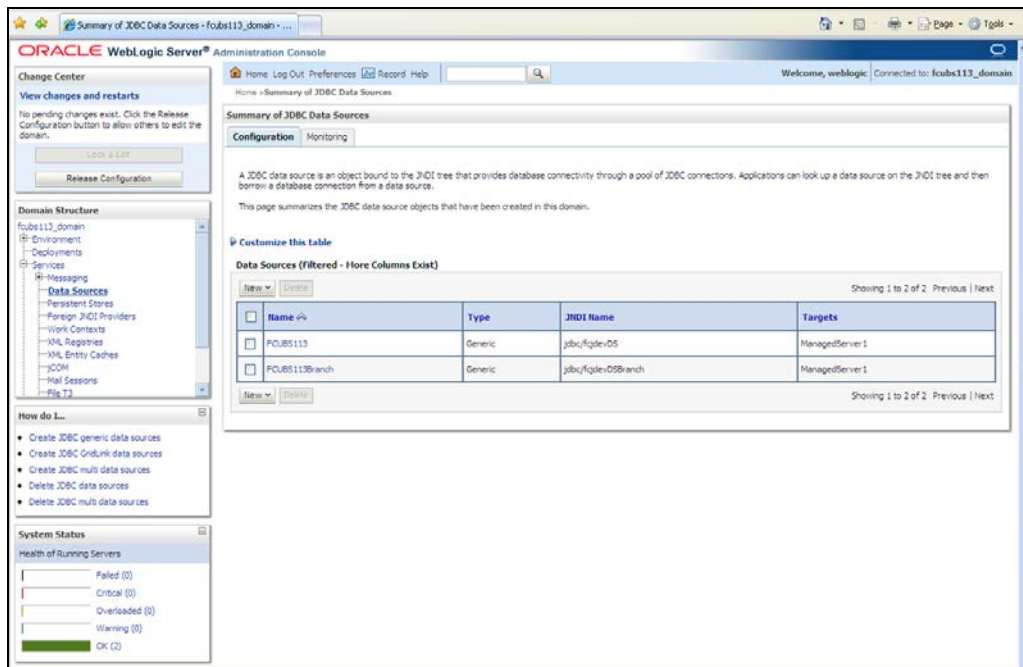 Summary of JDBC Data Sources - fcubs113_domain - ...
Page
Tools
ORACLE WebLogic Server® Administration Console
Change Center
View changes and restarts
No pending changes exist. Click the Release
Configuration button to allow others to edit the
domain.
Lock & Edit
Release Configuration
Domain Structure
fcubs113_domain
Environment
Deployments
Services
Messaging
Data Sources
Persistent Stores
Foreign JNDI Providers
Work Contexts
XML Registries
XML Entity Caches
jCOM
Mail Sessions
File T3
How do I...
Create JDBC generic data sources
Create JDBC GridLink data sources
Create JDBC multi data sources
Delete JDBC data sources
Delete JDBC multi data sources
System Status
Health of Running Servers
Failed (0)
Critical (0)
Overloaded (0)
Warning (0)
OK (2)
Home Log Out Preferences Record Help
Welcome, weblogic Connected to: fcubs113_domain
Home >Summary of JDBC Data Sources
Summary of JDBC Data Sources
Configuration Monitoring
A JDBC data source is an object bound to the JNDI tree that provides database connectivity through a pool of JDBC connections. Applications can look up a data source on the JNDI tree and then
borrow a database connection from a data source.
This page summarizes the JDBC data source objects that have been created in this domain.
Customize this table
Data Sources (Filtered - More Columns Exist)
New Delete Showing 1 to 2 of 2 Previous | Next
Name Type JNDI Name Targets
FCUBS113 Generic jdbc/fcjdevDS ManagedServer1
FCUBS113Branch Generic jdbc/fcjdevDSBranch ManagedServer1
New Delete Showing 1 to 2 of 2 Previous | Next